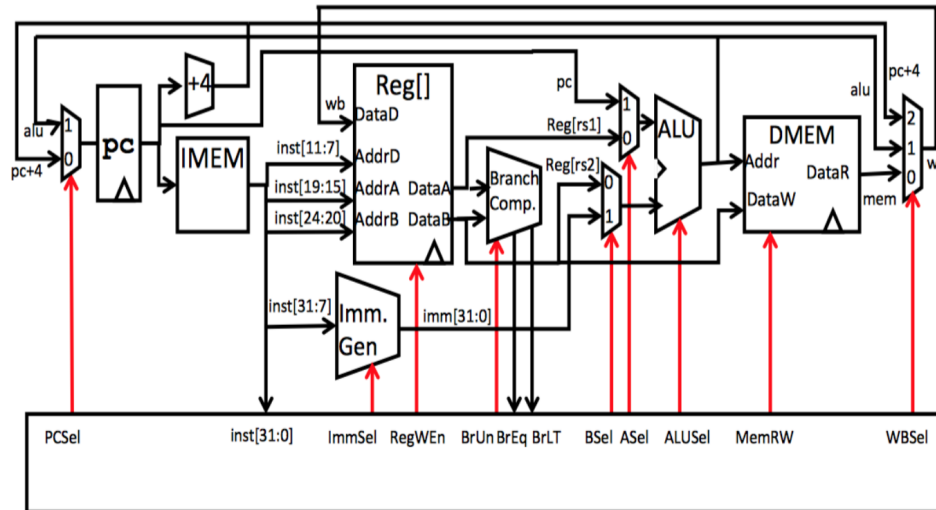 pc+4
alu
+4
Reg[]
pc
wb
DataD
1
2
alu
1
0
pc+4
pc
IMEM
inst[11:7]
AddrD
Reg[rs1]
0
ALU
DMEM
1
w
inst[19:15]
AddrA
DataA
Branch
Comp.
Reg[rs2]
0
Addr
DataR
mem
0
inst[24:20]
AddrB
DataB
1
DataW
inst[31:7]
Imm.
Gen
imm[31:0]
PCSel
inst[31:0]
ImmSel
RegWEn
BrUn
BrEq
BrLT
BSel
ASel
ALUSel
MemRW
WBSel